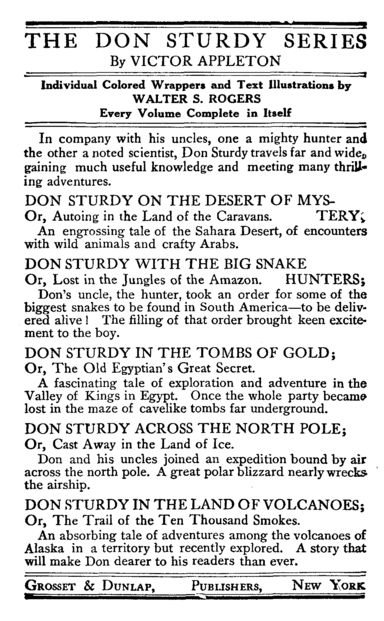 THE DON STURDY SERIES
By VICTOR APPLETON
Individual Colored Wrappers and Text Illustrations by
WALTER S. ROGERS
Every Volume Complete in Itself
In company with his uncles, one a mighty hunter and
the other a noted scientist, Don Sturdy travels far and wide,
gaining much useful knowledge and meeting many thrill-
ing adventures.
DON STURDY ON THE DESERT OF MYS-
Or, Autoing in the Land of the Caravans. TERY;
An engrossing tale of the Sahara Desert, of encounters
with wild animals and crafty Arabs.
DON STURDY WITH THE BIG SNAKE
Or, Lost in the Jungles of the Amazon. HUNTERS;
Don's uncle, the hunter, took an order for some of the
biggest snakes to be found in South America—to be deliv-
ered alive! The filling of that order brought keen excite-
ment to the boy.
DON STURDY IN THE TOMBS OF GOLD;
Or, The Old Egyptian's Great Secret.
A fascinating tale of exploration and adventure in the
Valley of Kings in Egypt. Once the whole party became
lost in the maze of cavelike tombs far underground.
DON STURDY ACROSS THE NORTH POLE;
Or, Cast Away in the Land of Ice.
Don and his uncles joined an expedition bound by air
across the north pole. A great polar blizzard nearly wrecks
the airship.
DON STURDY IN THE LAND OF VOLCANOES;
Or, The Trail of the Ten Thousand Smokes.
An absorbing tale of adventures among the volcanoes of
Alaska in a territory but recently explored. A story that
will make Don dearer to his readers than ever.
GROSSET & DUNLAP, PUBLISHERS, NEW YORK